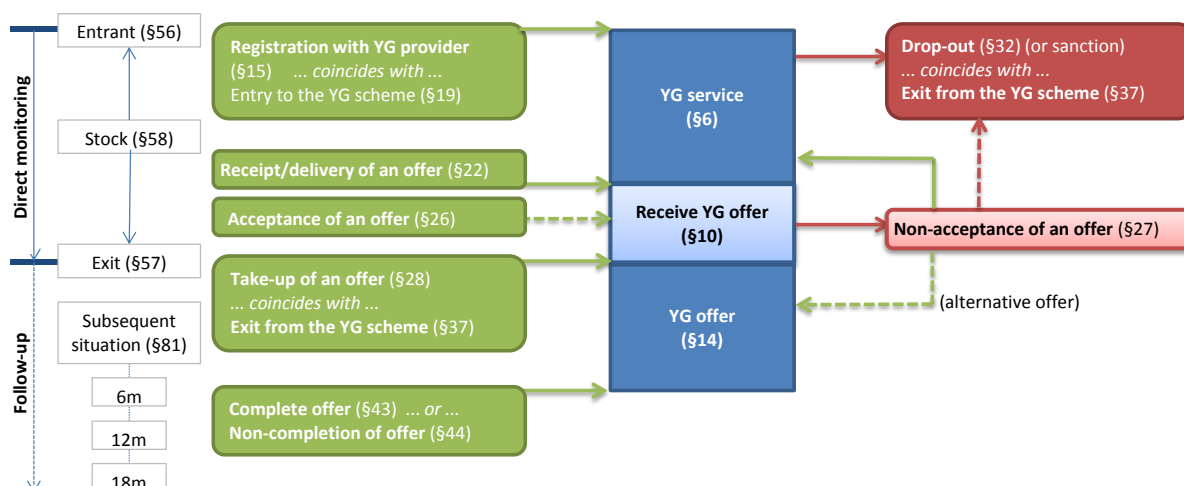 Direct monitoring
Follow-up
Entrant (§56)
Stock (§58)
Exit (§57)
Subsequent
situation (§81)
6m
12m
18m
Registration with YG provider
(§15) ... coincides with ...
Entry to the YG scheme (§19)
Receipt/delivery of an offer (§22)
Acceptance of an offer (§26)
Take-up of an offer (§28)
... coincides with ...
Exit from the YG scheme (§37)
Complete offer (§43) ... or ...
Non-completion of offer (§44)
YG service
(§6)
Receive YG offer
(§10)
YG offer
(§14)
Drop-out (§32) (or sanction)
... coincides with ...
Exit from the YG scheme (§37)
Non-acceptance of an offer (§27)
(alternative offer)